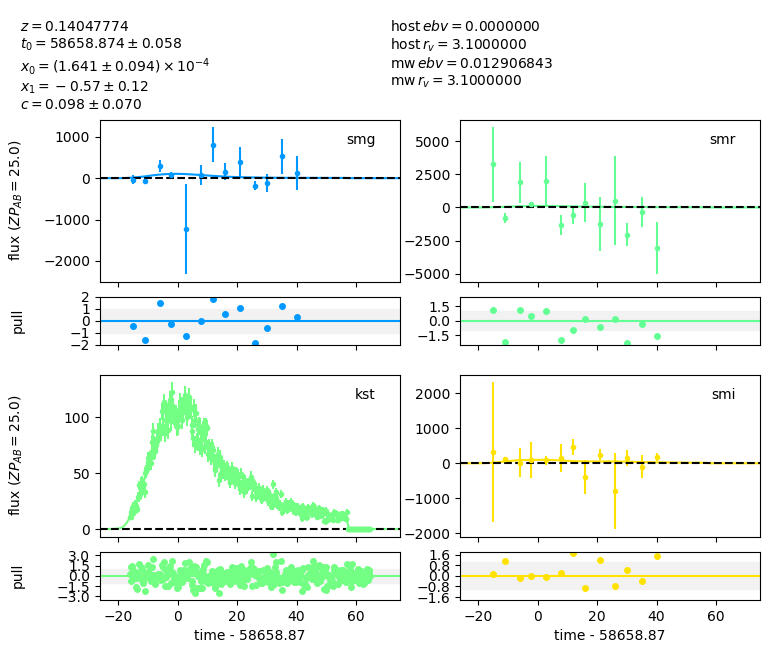 z = 0.14047774
t₀ = 58658.874 ± 0.058
x₀ = (1.641 ± 0.094) × 10⁻⁴
x₁ = −0.57 ± 0.12
c = 0.098 ± 0.070
host ebv = 0.0000000
host r_v = 3.1000000
mw ebv = 0.012906843
mw r_v = 3.1000000
flux (ZP_AB = 25.0)
1000
0
−1000
−2000
smg
5000
2500
0
−2500
−5000
smr
pull
2
1
0
−1
−2
1.5
0.0
−1.5
flux (ZP_AB = 25.0)
100
50
0
kst
2000
1000
0
−1000
−2000
smi
pull
3.0
1.5
0.0
−1.5
−3.0
1.6
0.8
0.0
−0.8
−1.6
−20 0 20 40 60
−20 0 20 40 60
time - 58658.87
time - 58658.87